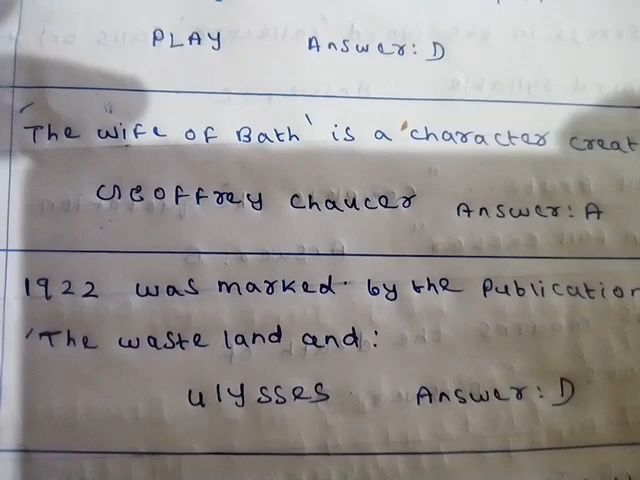 PLAY Answer: D
'The wife of Bath' is a 'character creat
Geoffrey chaucer Answer: A
1922 was marked. by the Publication
'The waste land and:
ulysses Answer: D